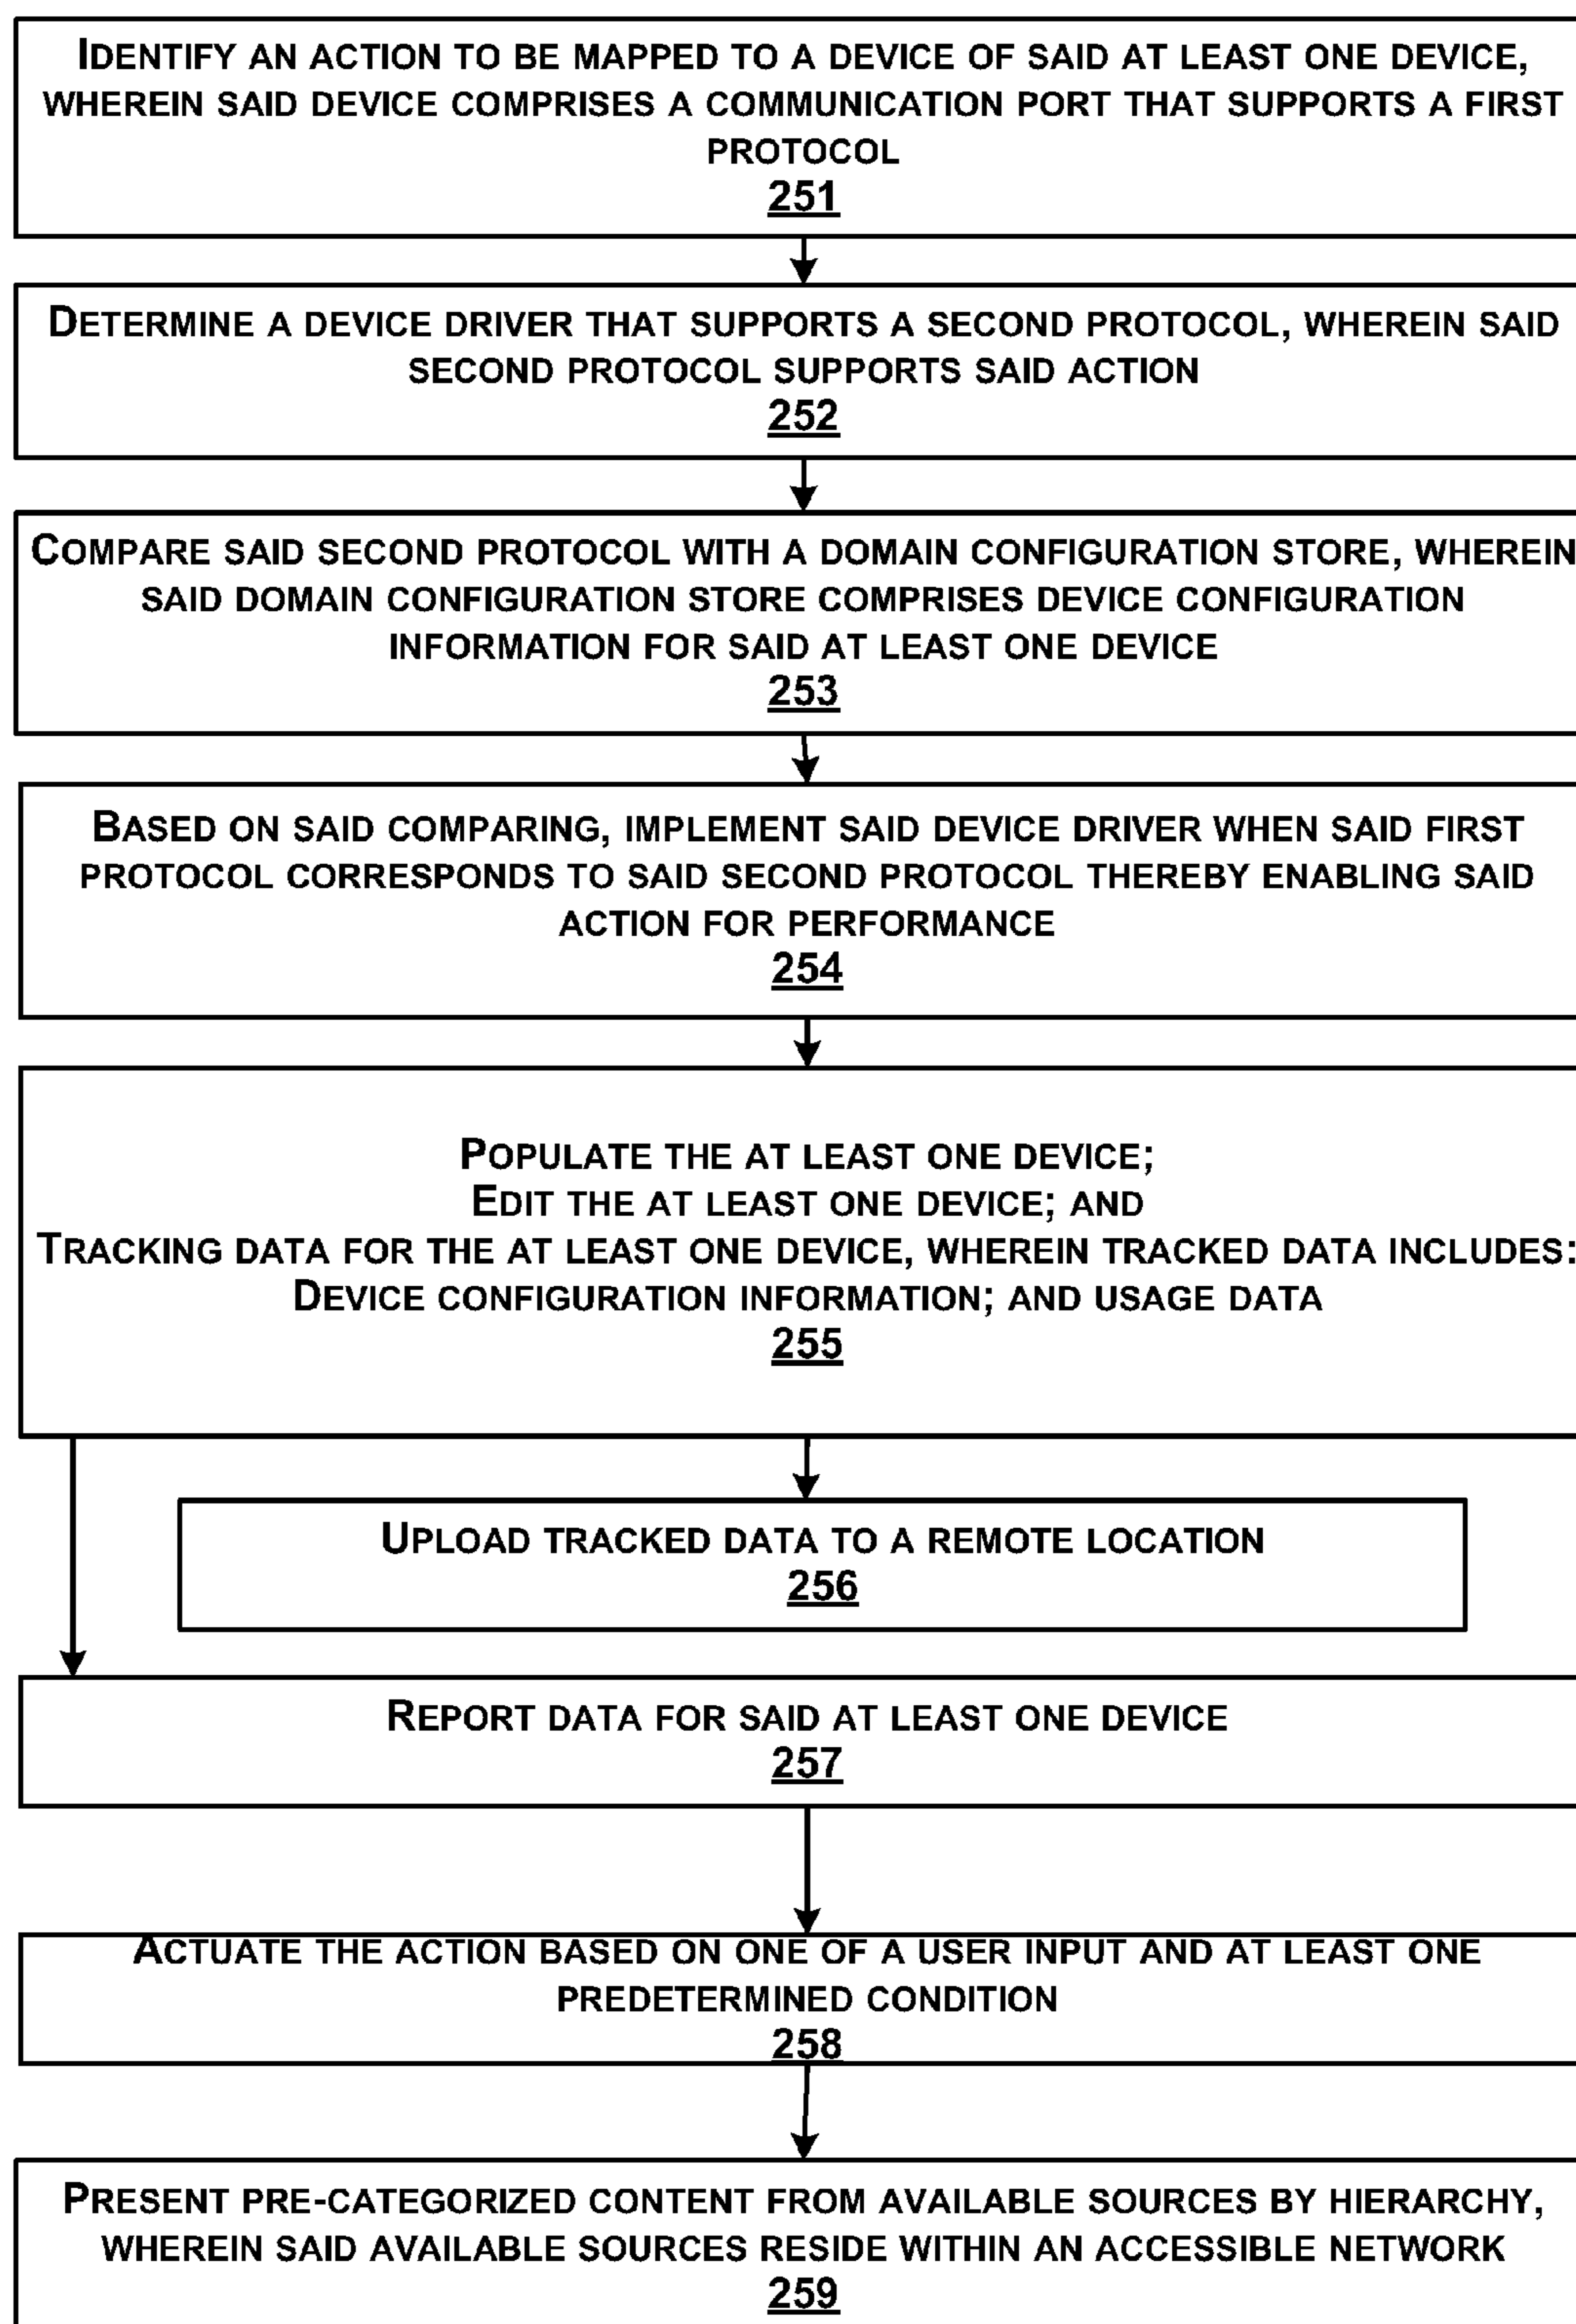 IDENTIFY AN ACTION TO BE MAPPED TO A DEVICE OF SAID AT LEAST ONE DEVICE,
WHEREIN SAID DEVICE COMPRISES A COMMUNICATION PORT THAT SUPPORTS A FIRST
PROTOCOL
251
DETERMINE A DEVICE DRIVER THAT SUPPORTS A SECOND PROTOCOL, WHEREIN SAID
SECOND PROTOCOL SUPPORTS SAID ACTION
252
COMPARE SAID SECOND PROTOCOL WITH A DOMAIN CONFIGURATION STORE, WHEREIN
SAID DOMAIN CONFIGURATION STORE COMPRISES DEVICE CONFIGURATION
INFORMATION FOR SAID AT LEAST ONE DEVICE
253
BASED ON SAID COMPARING, IMPLEMENT SAID DEVICE DRIVER WHEN SAID FIRST
PROTOCOL CORRESPONDS TO SAID SECOND PROTOCOL THEREBY ENABLING SAID
ACTION FOR PERFORMANCE
254
POPULATE THE AT LEAST ONE DEVICE;
EDIT THE AT LEAST ONE DEVICE; AND
TRACKING DATA FOR THE AT LEAST ONE DEVICE, WHEREIN TRACKED DATA INCLUDES:
DEVICE CONFIGURATION INFORMATION; AND USAGE DATA
255
UPLOAD TRACKED DATA TO A REMOTE LOCATION
256
REPORT DATA FOR SAID AT LEAST ONE DEVICE
257
ACTUATE THE ACTION BASED ON ONE OF A USER INPUT AND AT LEAST ONE
PREDETERMINED CONDITION
258
PRESENT PRE-CATEGORIZED CONTENT FROM AVAILABLE SOURCES BY HIERARCHY,
WHEREIN SAID AVAILABLE SOURCES RESIDE WITHIN AN ACCESSIBLE NETWORK
259